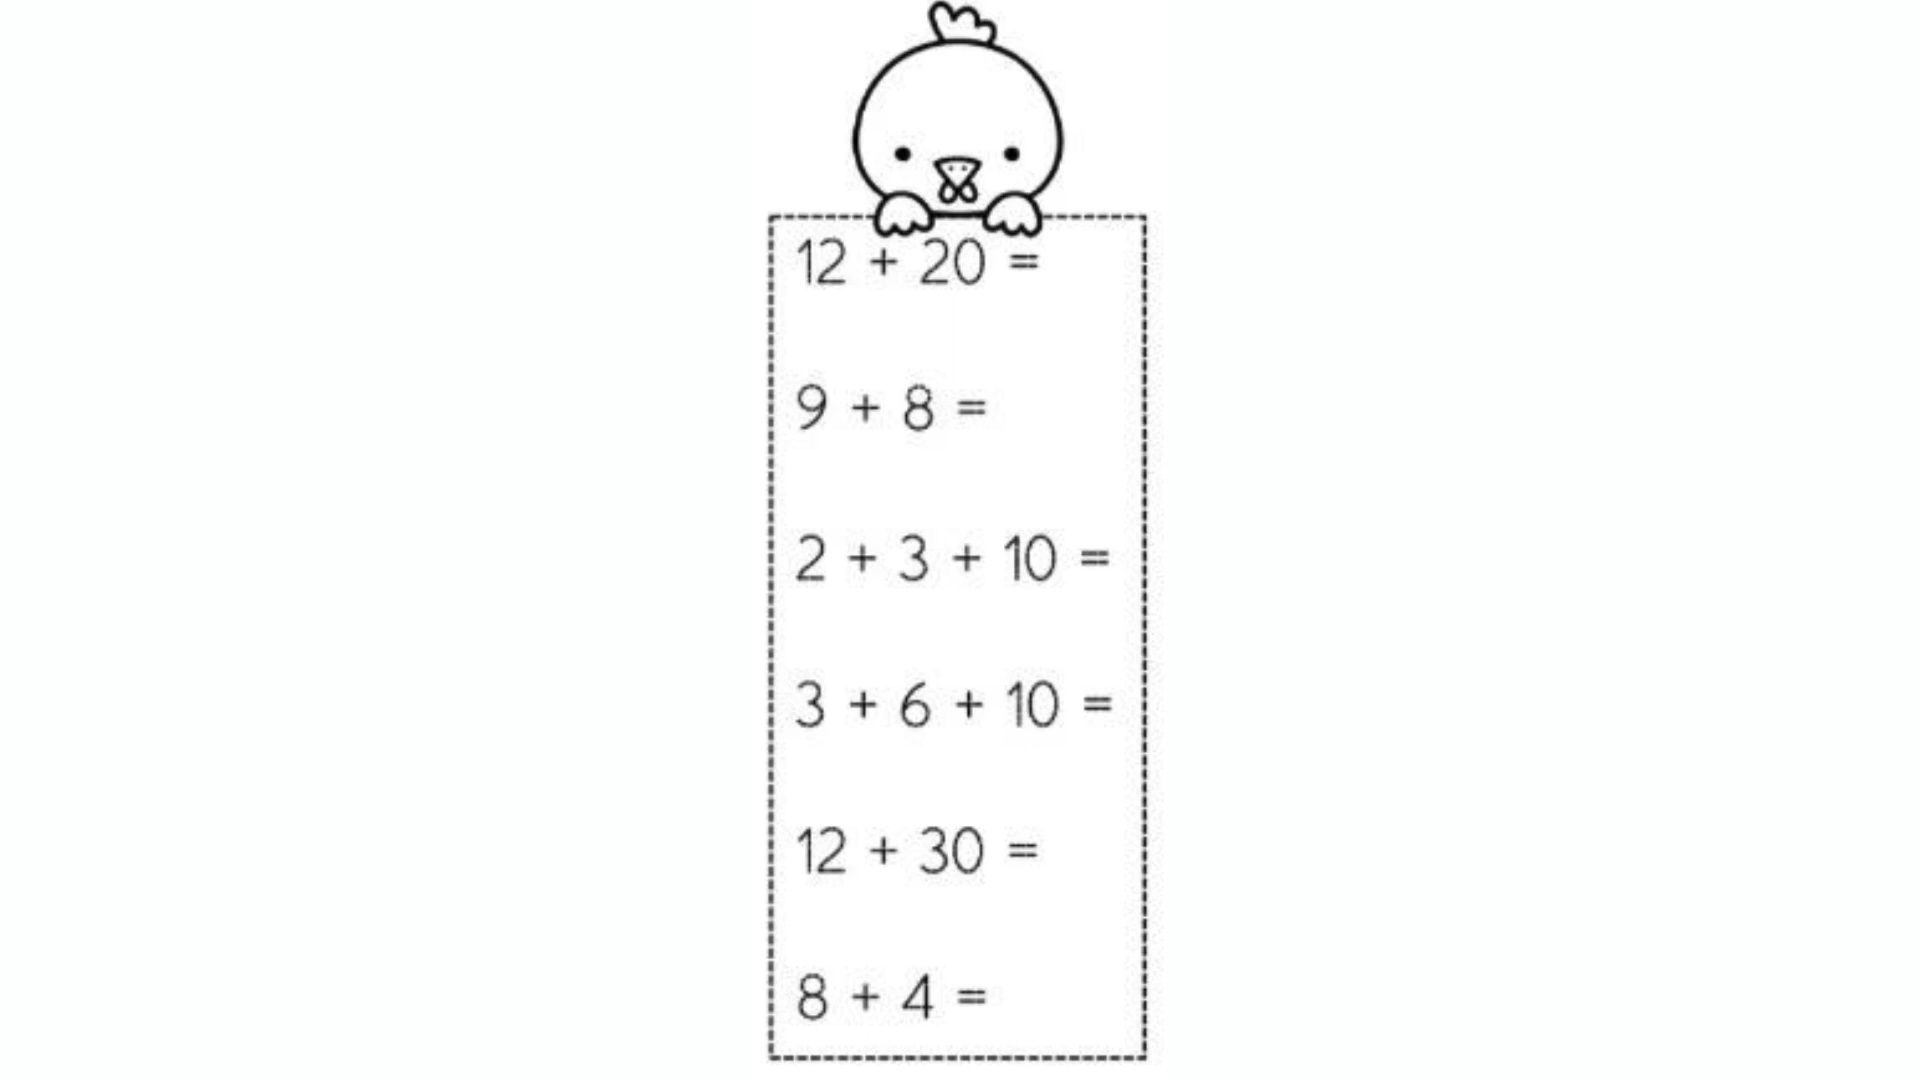 12 + 20 =
9 + 8 =
2 + 3 + 10 =
3 + 6 + 10 =
12 + 30 =
8 + 4 =